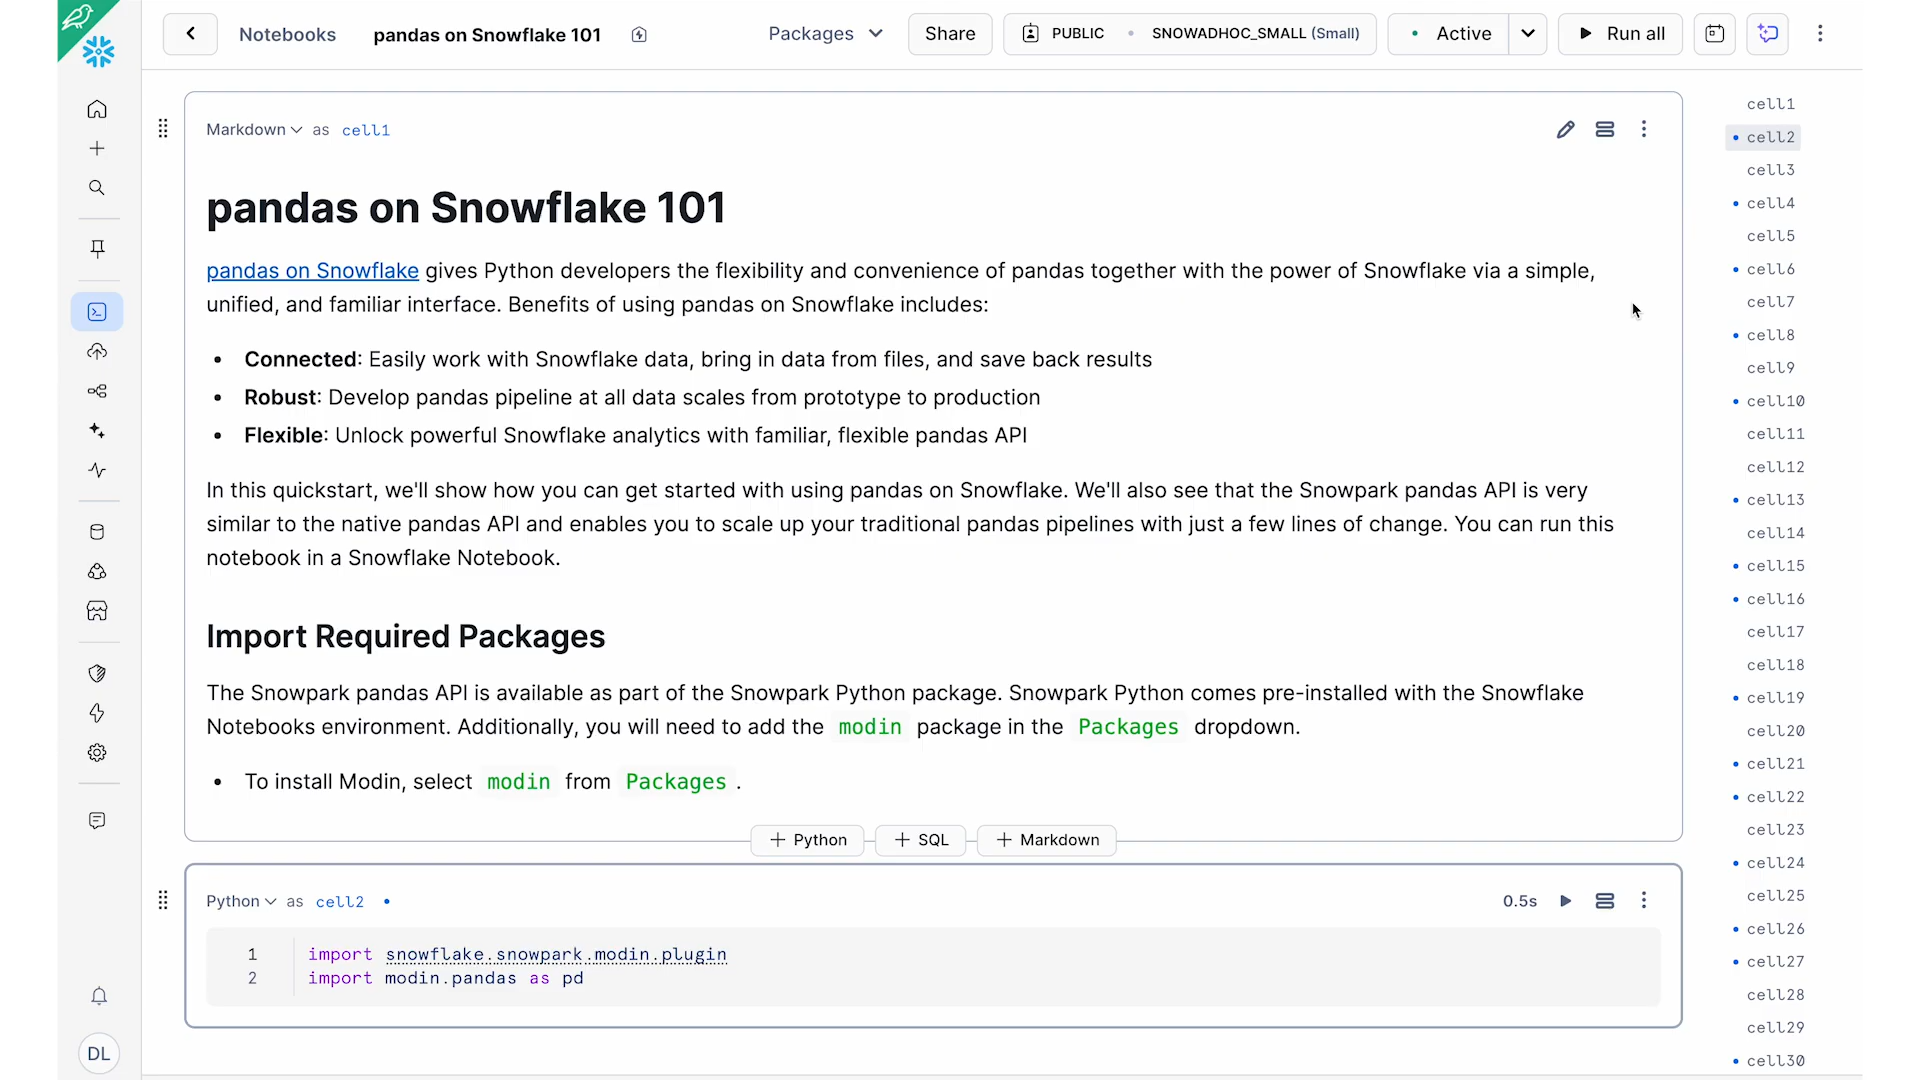 Notebooks
pandas on Snowflake 101
Packages
Share
PUBLIC • SNOWADHOC_SMALL (Small)
• Active
Run all
Markdown as cell1
pandas on Snowflake 101
pandas on Snowflake gives Python developers the flexibility and convenience of pandas together with the power of Snowflake via a simple,
unified, and familiar interface. Benefits of using pandas on Snowflake includes:
• Connected: Easily work with Snowflake data, bring in data from files, and save back results
• Robust: Develop pandas pipeline at all data scales from prototype to production
• Flexible: Unlock powerful Snowflake analytics with familiar, flexible pandas API
In this quickstart, we'll show how you can get started with using pandas on Snowflake. We'll also see that the Snowpark pandas API is very
similar to the native pandas API and enables you to scale up your traditional pandas pipelines with just a few lines of change. You can run this
notebook in a Snowflake Notebook.
Import Required Packages
The Snowpark pandas API is available as part of the Snowpark Python package. Snowpark Python comes pre-installed with the Snowflake
Notebooks environment. Additionally, you will need to add the modin package in the Packages dropdown.
• To install Modin, select modin from Packages .
+ Python
+ SQL
+ Markdown
Python as cell2 •
0.5s
1 import snowflake.snowpark.modin.plugin
2 import modin.pandas as pd
DL
cell1
• cell2
cell3
• cell4
cell5
• cell6
cell7
• cell8
cell9
• cell10
cell11
cell12
• cell13
cell14
• cell15
• cell16
cell17
cell18
• cell19
cell20
• cell21
• cell22
cell23
• cell24
cell25
• cell26
• cell27
cell28
cell29
• cell30